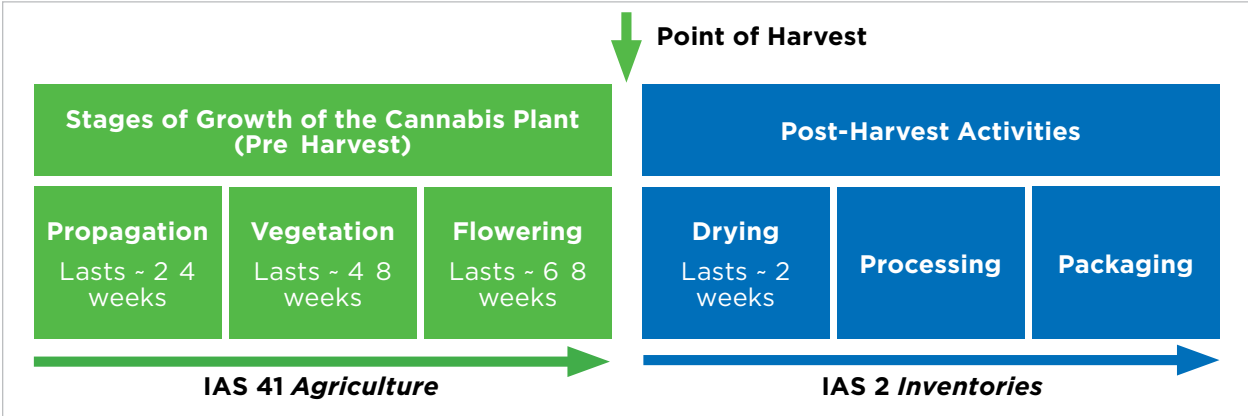 Point of Harvest
Stages of Growth of the Cannabis Plant
(Pre Harvest)
Post-Harvest Activities
Propagation
Lasts ~ 2 4
weeks
Vegetation
Lasts ~ 4 8
weeks
Flowering
Lasts ~ 6 8
weeks
Drying
Lasts ~ 2
weeks
Processing
Packaging
IAS 41 Agriculture
IAS 2 Inventories